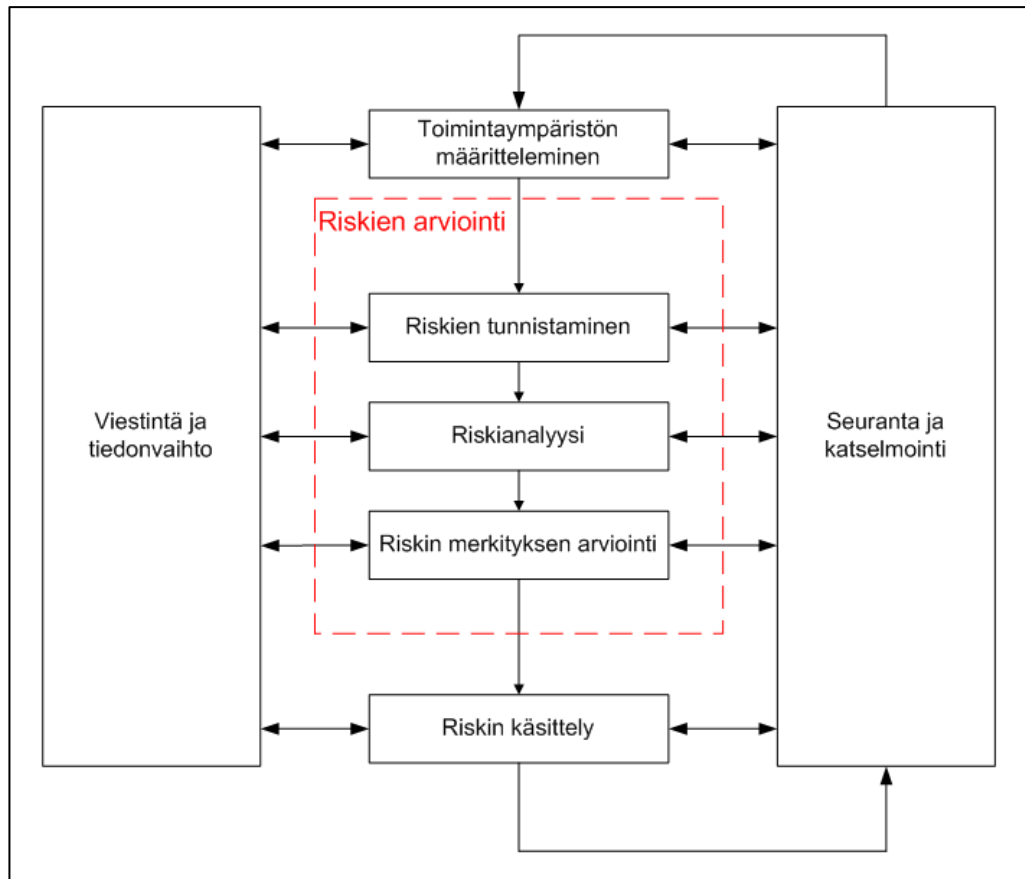 Toimintaympäristön
määritteleminen
Riskien arviointi
Riskien tunnistaminen
Viestintä ja
tiedonvaihto
Riskianalyysi
Seuranta ja
katselmointi
Riskin merkityksen arviointi
Riskin käsittely